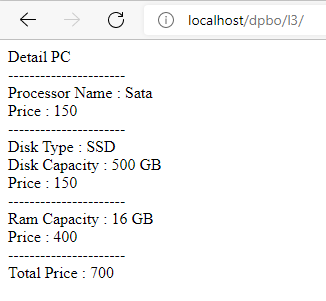 localhost/dpbo/l3/
Detail PC
----------------------
Processor Name : Sata
Price : 150
----------------------
Disk Type : SSD
Disk Capacity : 500 GB
Price : 150
----------------------
Ram Capacity : 16 GB
Price : 400
----------------------
Total Price : 700